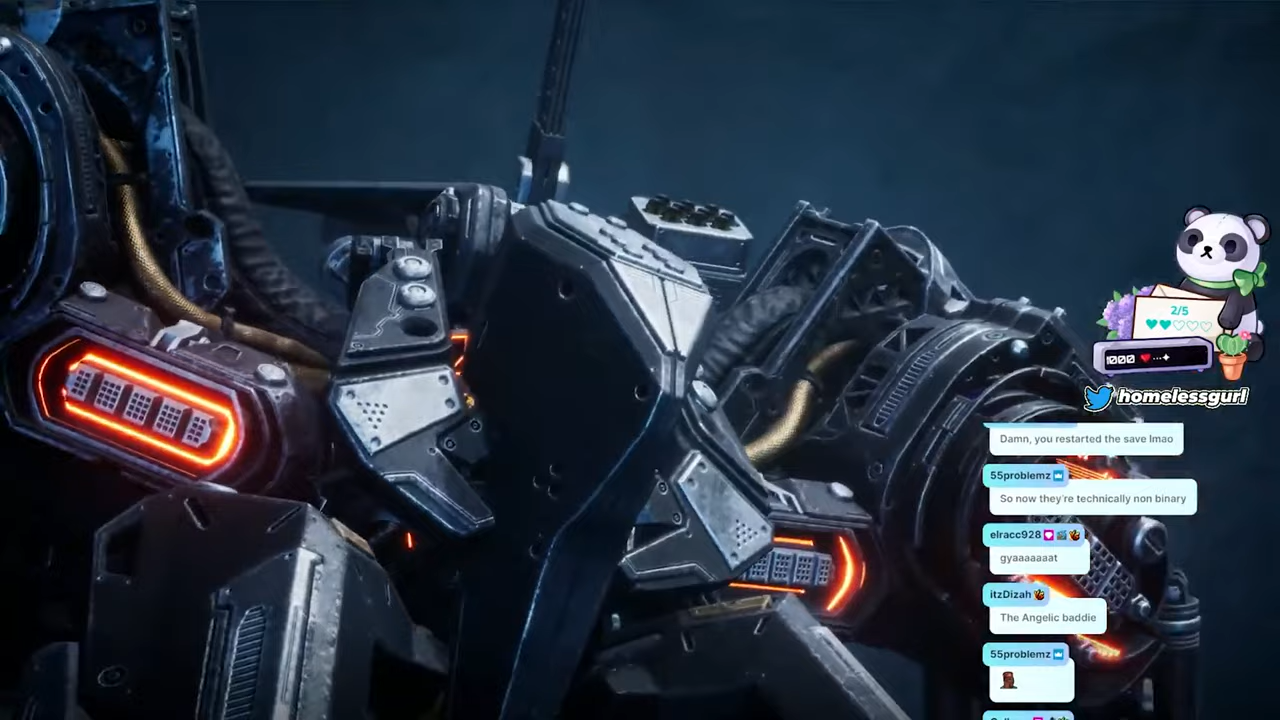 2/5
1000
homelessgurl
Damn, you restarted the save lmao
55problemz
So now they're technically non binary
elracc928
gyaaaaaat
itzDizah
The Angelic baddie
55problemz